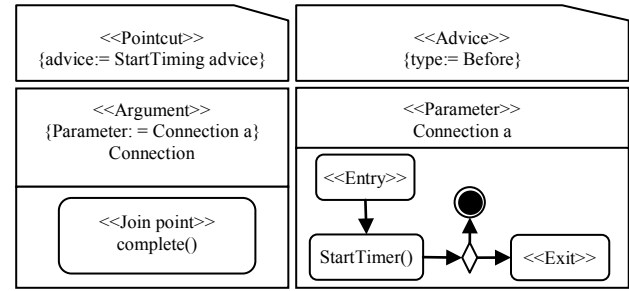 <<Pointcut>>
{advice:= StartTiming advice}
<<Argument>>
{Parameter: = Connection a}
Connection
<<Join point>>
complete()
<<Advice>>
{type:= Before}
<<Parameter>>
Connection a
<<Entry>>
StartTimer()
<<Exit>>